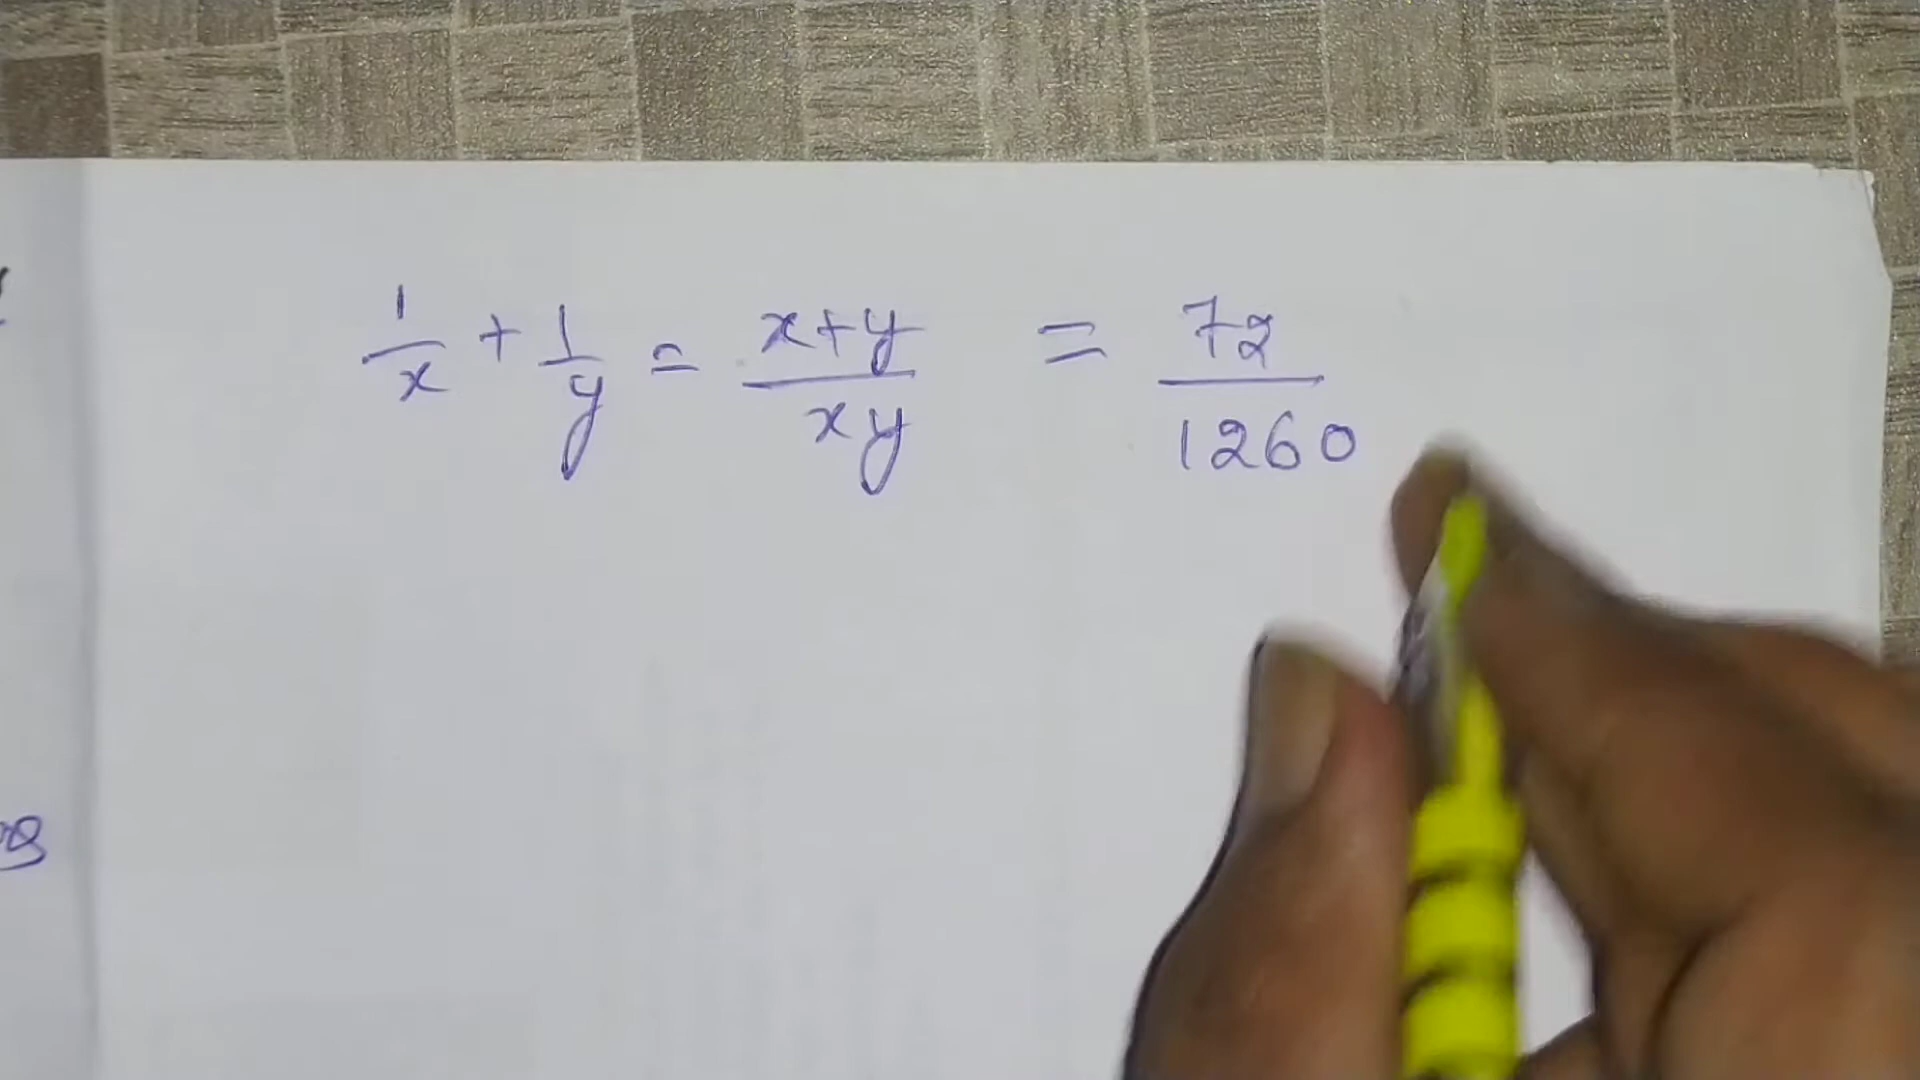 1/x + 1/y = x+y/xy = 72/1260